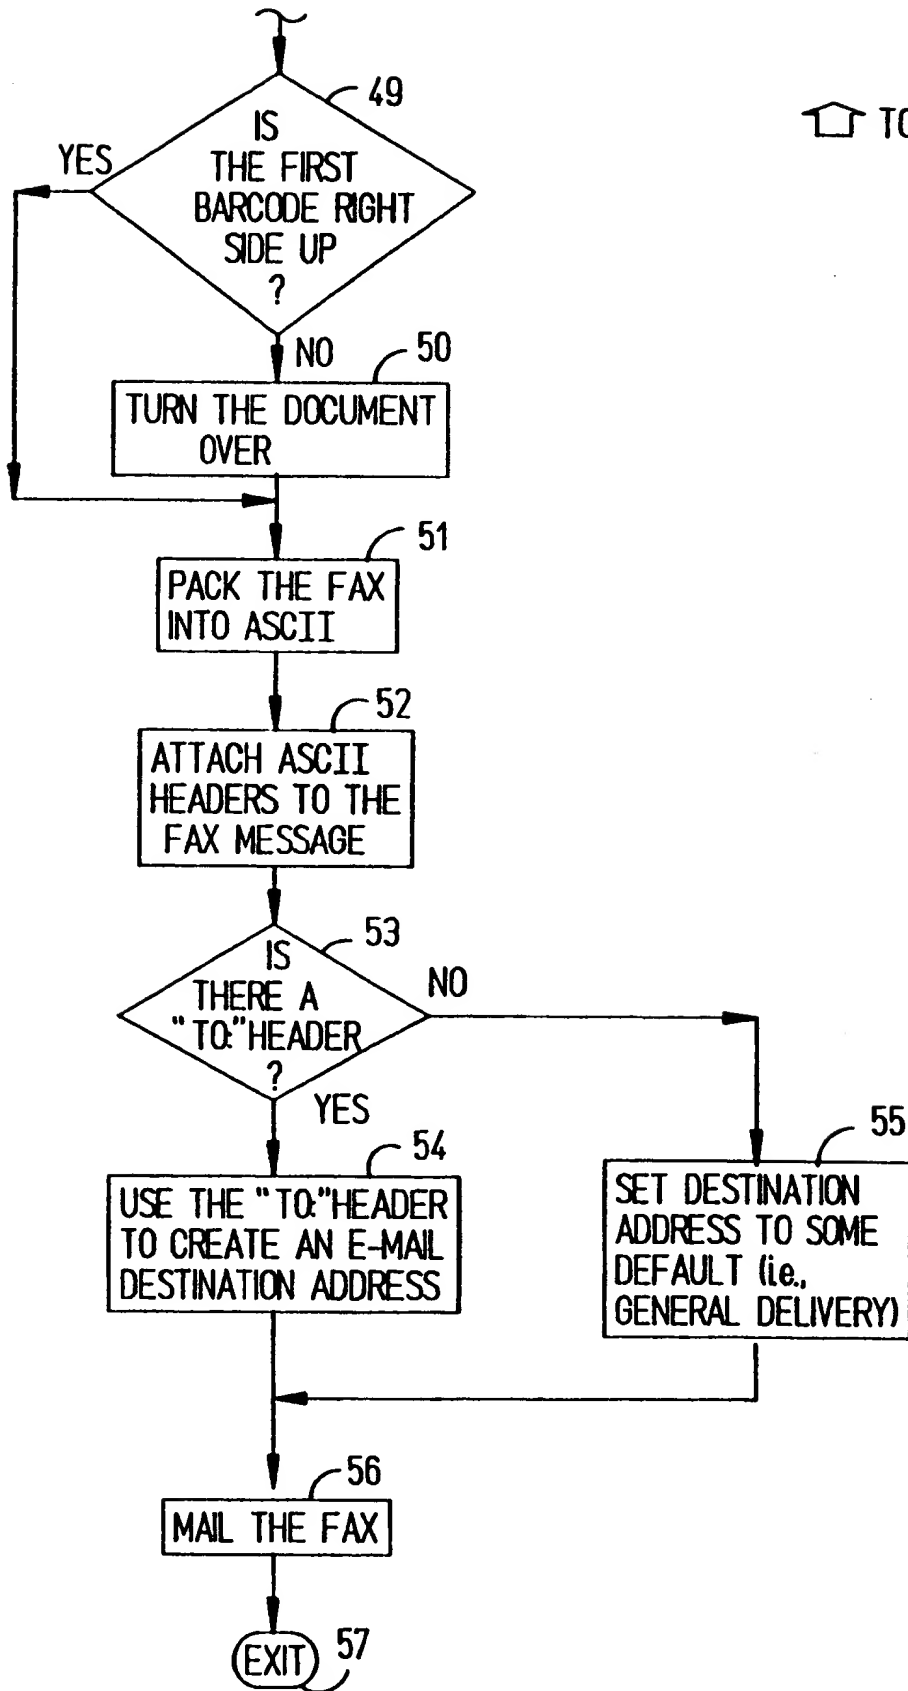 49
IS
THE FIRST
BARCODE RIGHT
SIDE UP
?
YES
NO
50
TURN THE DOCUMENT
OVER
51
PACK THE FAX
INTO ASCII
52
ATTACH ASCII
HEADERS TO THE
FAX MESSAGE
53
IS
THERE A
"TO:"HEADER
?
NO
YES
54
USE THE "TO:"HEADER
TO CREATE AN E-MAIL
DESTINATION ADDRESS
55
SET DESTINATION
ADDRESS TO SOME
DEFAULT (i.e.,
GENERAL DELIVERY)
56
MAIL THE FAX
EXIT
57